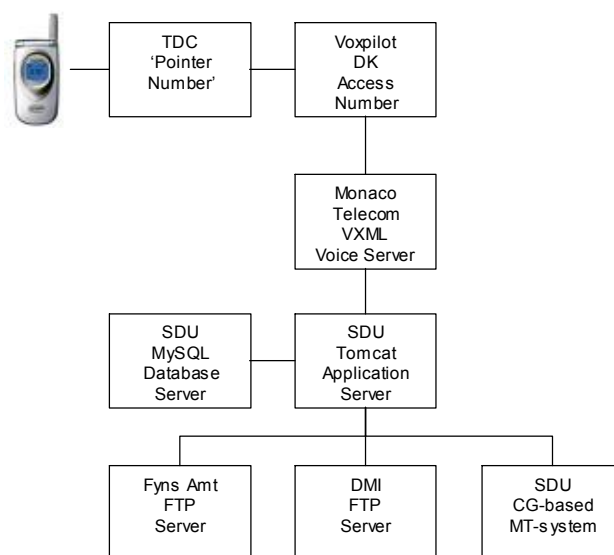 TDC
‘Pointer
Number’
Voxpilot
DK
Access
Number
Monaco
Telecom
VXML
Voice Server
SDU
MySQL
Database
Server
SDU
Tomcat
Application
Server
Fyns Amt
FTP
Server
DMI
FTP
Server
SDU
CG-based
MT-system